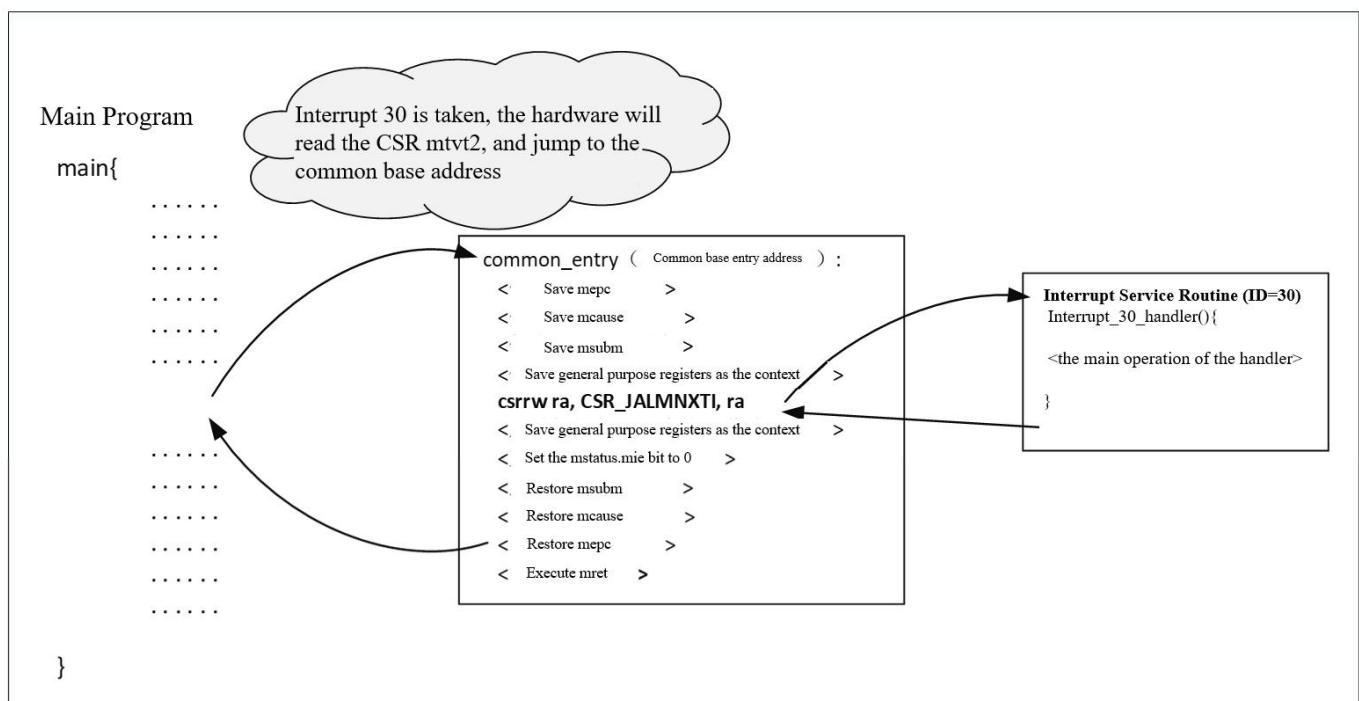 Main Program
main{
Interrupt 30 is taken, the hardware will
read the CSR mtvt2, and jump to the
common base address
......
......
......
......
......
......
......
......
......
......
......
......
}
common_entry ( Common base entry address ) :
< Save mepc >
< Save mcause >
< Save msubm >
< Save general purpose registers as the context >
csrrw ra, CSR_JALMNXTI, ra
< Save general purpose registers as the context >
< Set the mstatus.mie bit to 0 >
< Restore msubm >
< Restore mcause >
< Restore mepc >
< Execute mret >
Interrupt Service Routine (ID=30)
Interrupt_30_handler(){
<the main operation of the handler>
}